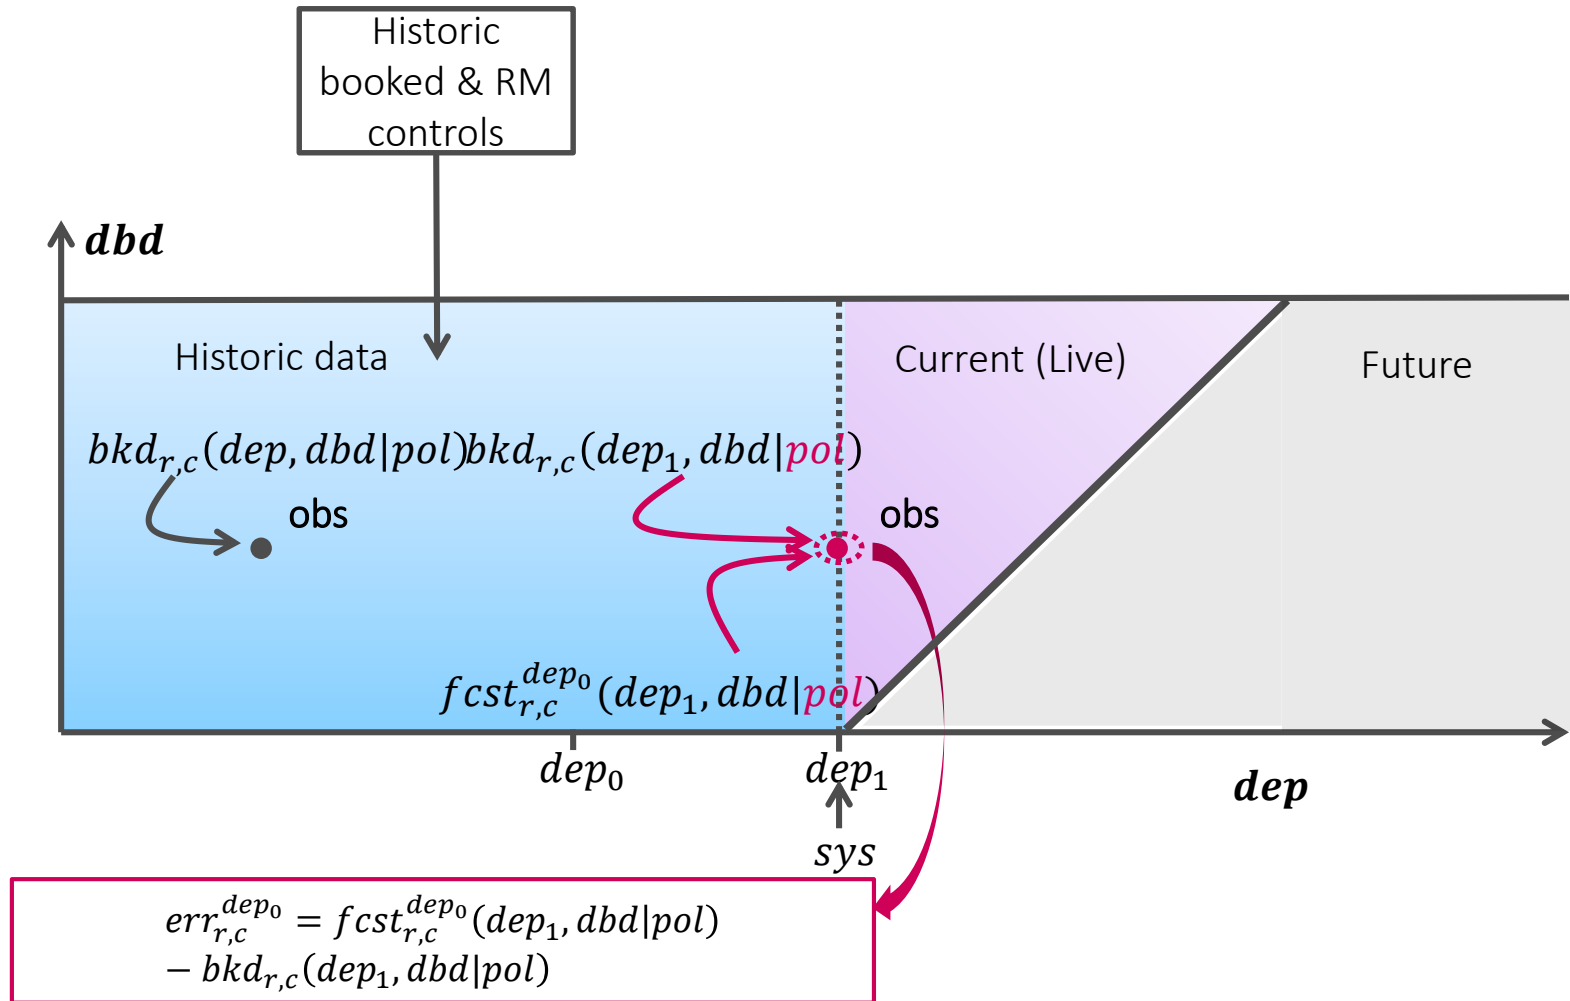 Historic
booked & RM
controls
dbd
Historic data
Current (Live)
Future
bkd_{r,c}(dep, dbd|pol)
bkd_{r,c}(dep_1, dbd|pol)
obs
obs
fcst_{r,c}^{dep_0}(dep_1, dbd|pol)
dep_0
dep_1
dep
sys
err_{r,c}^{dep_0} = fcst_{r,c}^{dep_0}(dep_1, dbd|pol)
− bkd_{r,c}(dep_1, dbd|pol)